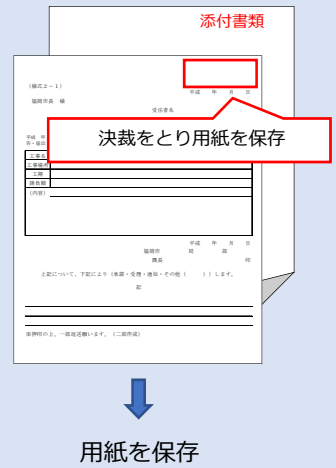 添付書類
（様式２－１）
平成　年　月　日
福岡市長　様
受注者名
決裁をとり用紙を保存
平成　年
工事名
工事場所
工期
請負額
（内容）
平成　年　月　日
福岡市　局　部
課長　印
上記について、下記により（承諾・受理・通知・その他（　　））します。
記
※押印の上、一部返送願います。（二部作成）
用紙を保存